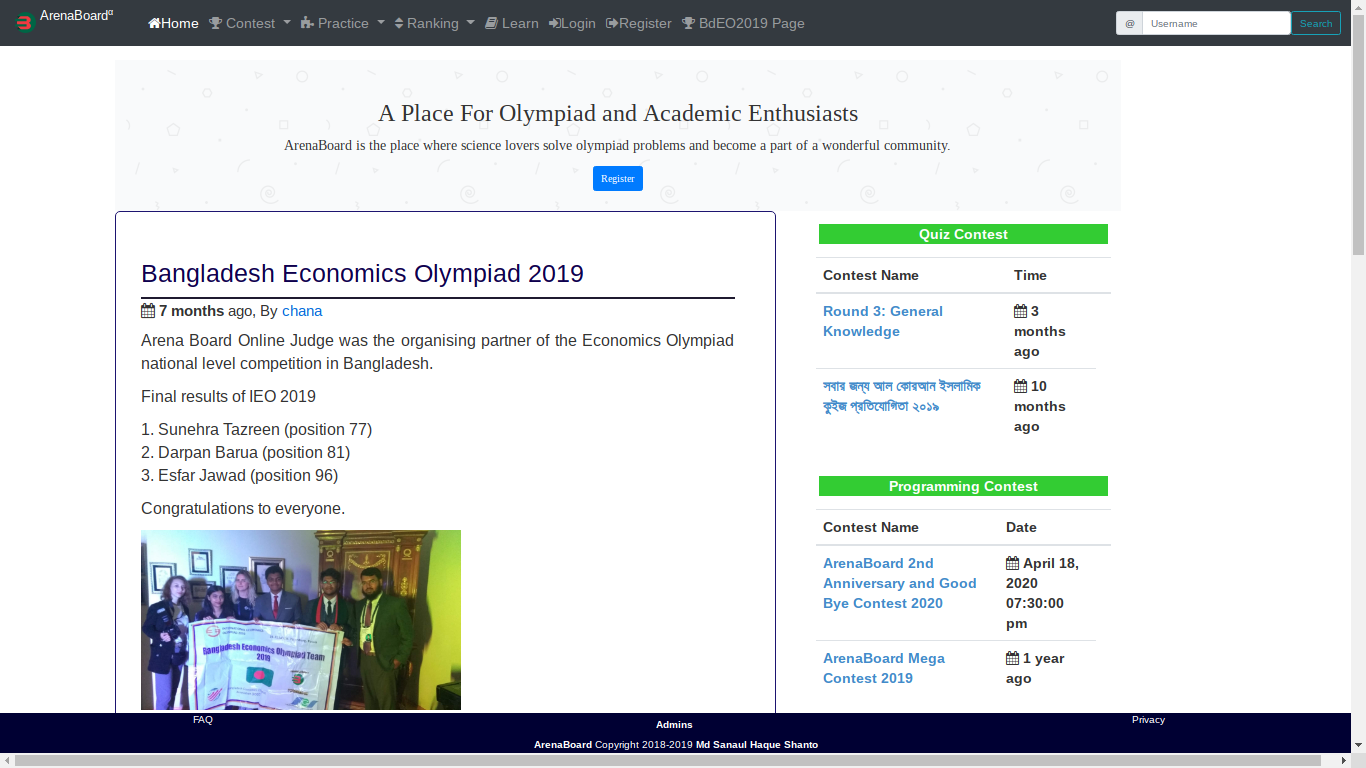 ArenaBoardα
Home Contest Practice Ranking Learn Login Register BdEO2019 Page
@ Username Search
A Place For Olympiad and Academic Enthusiasts
ArenaBoard is the place where science lovers solve olympiad problems and become a part of a wonderful community.
Register
Bangladesh Economics Olympiad 2019
7 months ago, By chana
Arena Board Online Judge was the organising partner of the Economics Olympiad
national level competition in Bangladesh.
Final results of IEO 2019
1. Sunehra Tazreen (position 77)
2. Darpan Barua (position 81)
3. Esfar Jawad (position 96)
Congratulations to everyone.
Bangladesh Economics Olympiad Team
2019
Quiz Contest
Contest Name Time
Round 3: General
Knowledge
3
months
ago
সবার জন্য আল কোরআন ইসলামিক
কুইজ প্রতিযোগিতা ২০১৯
10
months
ago
Programming Contest
Contest Name Date
ArenaBoard 2nd
Anniversary and Good
Bye Contest 2020
April 18,
2020
07:30:00
pm
ArenaBoard Mega
Contest 2019
1 year
ago
FAQ
Admins
Privacy
ArenaBoard Copyright 2018-2019 Md Sanaul Haque Shanto